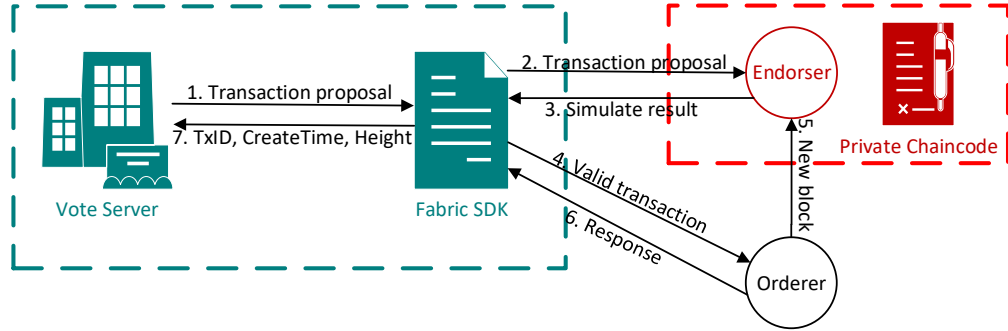 1. Transaction proposal
7. TxID, CreateTime, Height
Vote Server
Fabric SDK
2. Transaction proposal
3. Simulate result
Endorser
Private Chaincode
4. Valid transaction
5. New block
6. Response
Orderer